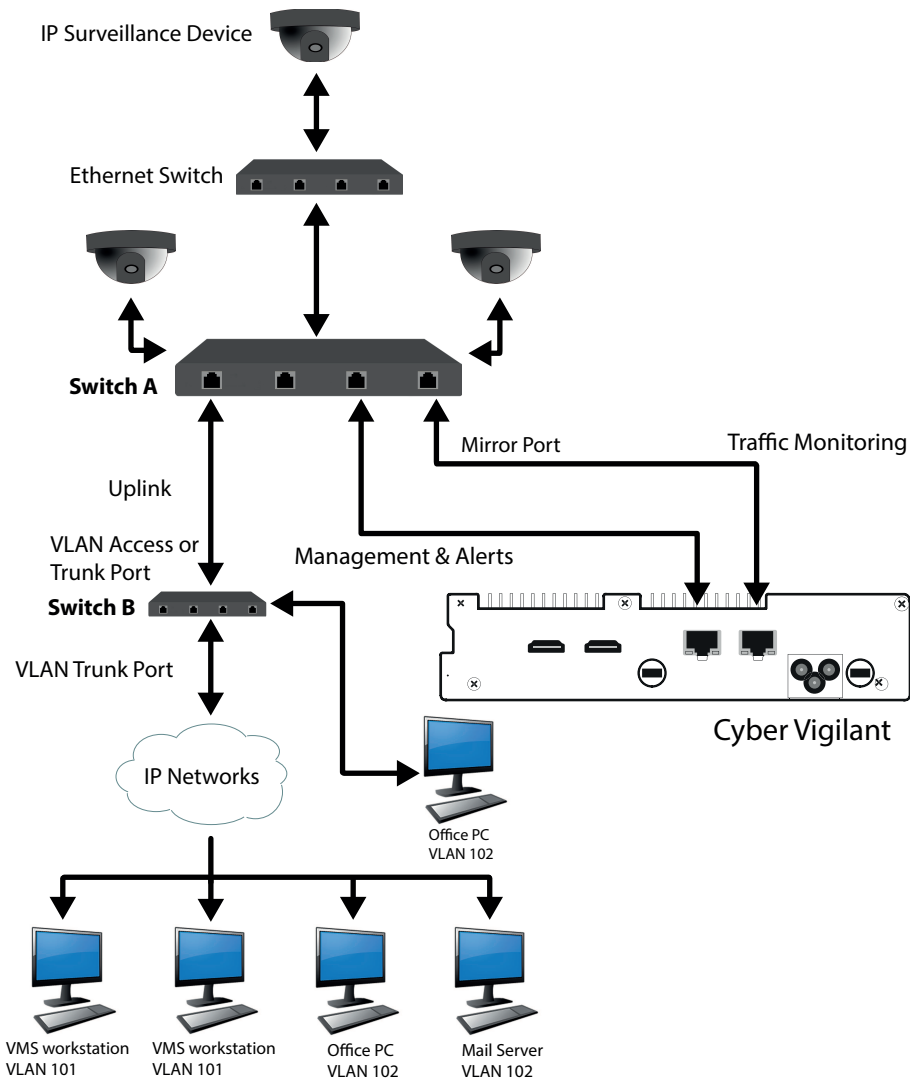 IP Surveillance Device
Ethernet Switch
Switch A
Mirror Port
Traffic Monitoring
Uplink
Management & Alerts
VLAN Access or
Trunk Port
Switch B
VLAN Trunk Port
Cyber Vigilant
IP Networks
Office PC
VLAN 102
VMS workstation
VLAN 101
VMS workstation
VLAN 101
Office PC
VLAN 102
Mail Server
VLAN 102